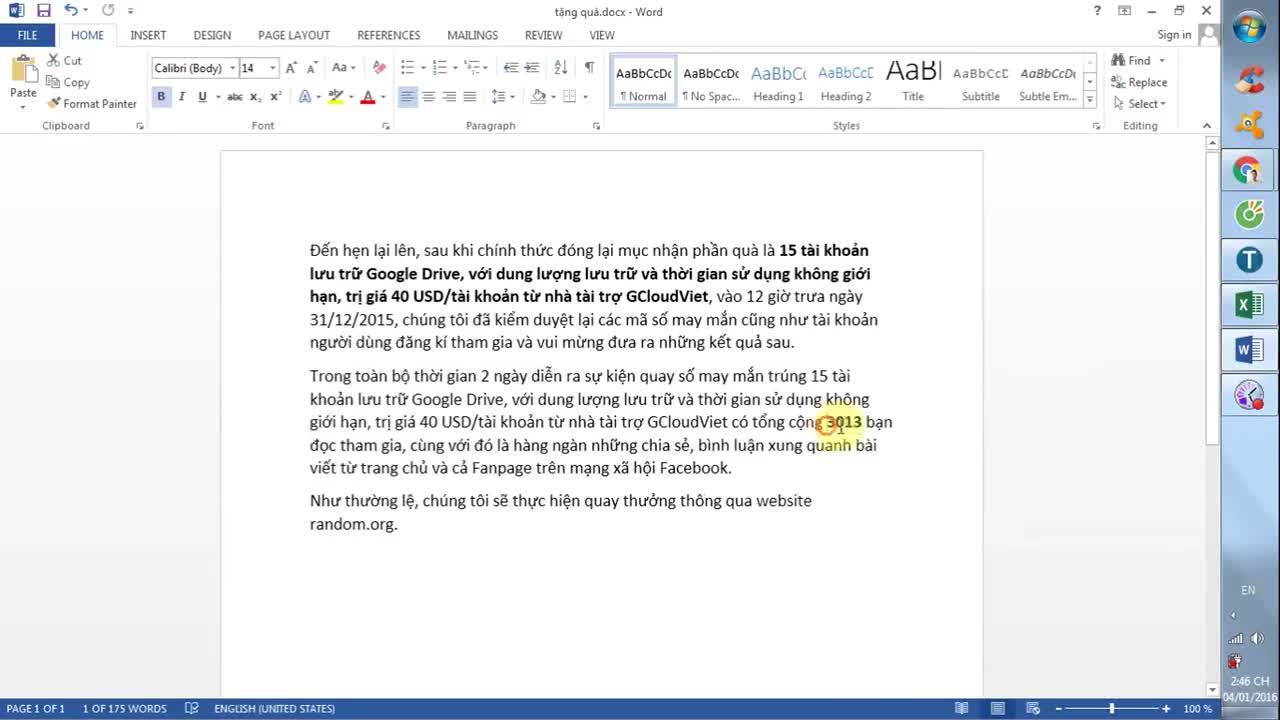 tặng quà.docx - Word
FILE HOME INSERT DESIGN PAGE LAYOUT REFERENCES MAILINGS REVIEW VIEW Sign in
Paste
Cut
Copy
Format Painter
Clipboard
Calibri (Body) 14
Font
Paragraph
AaBbCcDc AaBbCcDc AaBbCc AaBbCcC AaBl AaBbCcD AaBbCcDc
¶ Normal ¶ No Spac... Heading 1 Heading 2 Title Subtitle Subtle Em...
Styles
Find
Replace
Select
Editing
Đến hẹn lại lên, sau khi chính thức đóng lại mục nhận phần quà là 15 tài khoản
lưu trữ Google Drive, với dung lượng lưu trữ và thời gian sử dụng không giới
hạn, trị giá 40 USD/tài khoản từ nhà tài trợ GCloudViet, vào 12 giờ trưa ngày
31/12/2015, chúng tôi đã kiểm duyệt lại các mã số may mắn cũng như tài khoản
người dùng đăng kí tham gia và vui mừng đưa ra những kết quả sau.
Trong toàn bộ thời gian 2 ngày diễn ra sự kiện quay số may mắn trúng 15 tài
khoản lưu trữ Google Drive, với dung lượng lưu trữ và thời gian sử dụng không
giới hạn, trị giá 40 USD/tài khoản từ nhà tài trợ GCloudViet có tổng cộng 3013 bạn
đọc tham gia, cùng với đó là hàng ngàn những chia sẻ, bình luận xung quanh bài
viết từ trang chủ và cả Fanpage trên mạng xã hội Facebook.
Như thường lệ, chúng tôi sẽ thực hiện quay thưởng thông qua website
random.org.
EN
2:46 CH
04/01/2016
PAGE 1 OF 1 1 OF 175 WORDS ENGLISH (UNITED STATES) 100 %